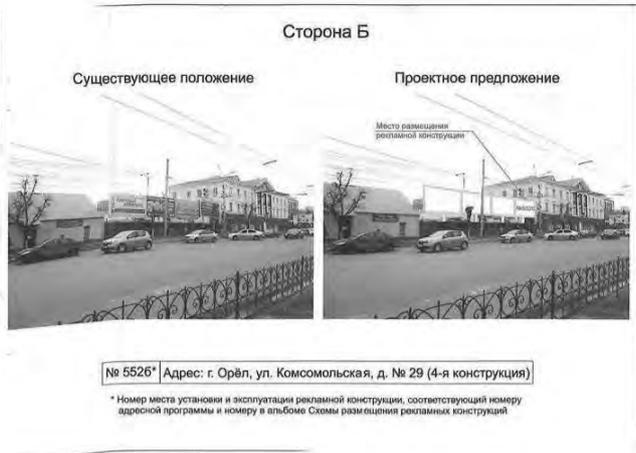 Сторона Б
Существующее положение
Проектное предложение
Место размещения
рекламной конструкции
№ 552б* Адрес: г. Орёл, ул. Комсомольская, д. № 29 (4-я конструкция)
* Номер места установки и эксплуатации рекламной конструкции, соответствующий номеру
адресной программы и номеру в альбоме Схемы размещения рекламных конструкций